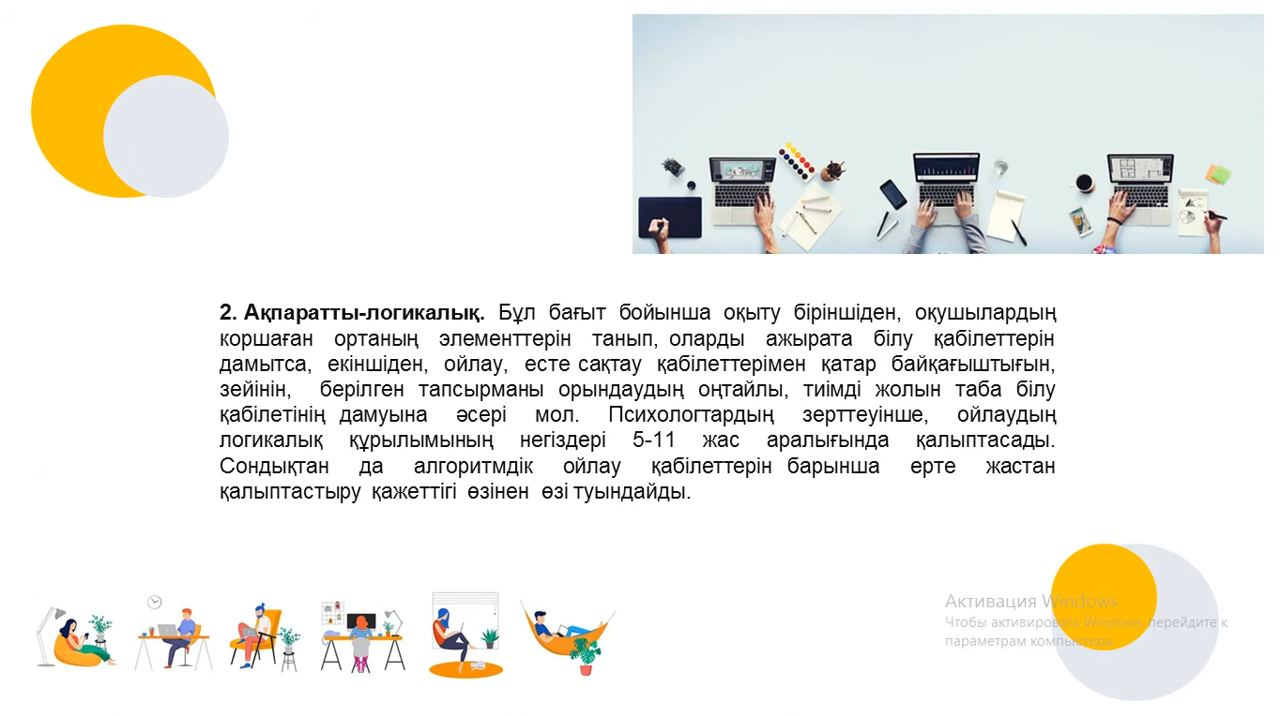 2. Ақпаратты-логикалық. Бұл бағыт бойынша оқыту біріншіден, оқушылардың
коршаған ортаның элементтерін танып, оларды ажырата білу қабілеттерін
дамытса, екіншіден, ойлау, есте сақтау қабілеттерімен қатар байқағыштығын,
зейінін, берілген тапсырманы орындаудың оңтайлы, тиімді жолын таба білу
қабілетінің дамуына әсері мол. Психологтардың зерттеуінше, ойлаудың
логикалық құрылымының негіздері 5-11 жас аралығында қалыптасады.
Сондықтан да алгоритмдік ойлау қабілеттерін барынша ерте жастан
қалыптастыру қажеттігі өзінен өзі туындайды.
Активация Windows
Чтобы активировать Windows, перейдите к
параметрам компьютера.